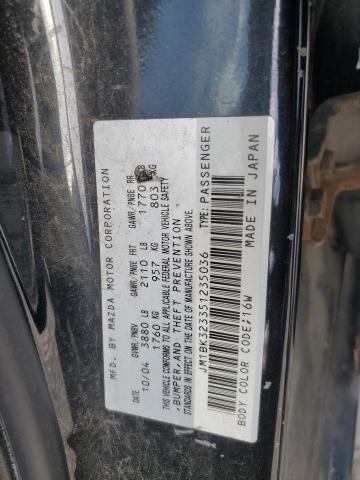 MFD. BY MAZDA MOTOR CORPORATION
DATE GVWR/PNBV GAWR/PNBE FRT GAWR/PNBE RR
10/04 3880 LB 2110 LB 1770 LB
1760 KG 957 KG 803 KG
THIS VEHICLE CONFORMS TO ALL APPLICABLE FEDERAL MOTOR VEHICLE SAFETY
,BUMPER,AND THEFT PREVENTION
STANDARDS IN EFFECT ON THE DATE OF MANUFACTURE SHOWN ABOVE.
JM1BK323351235036 TYPE: PASSENGER
BODY COLOR CODE;16W MADE IN JAPAN